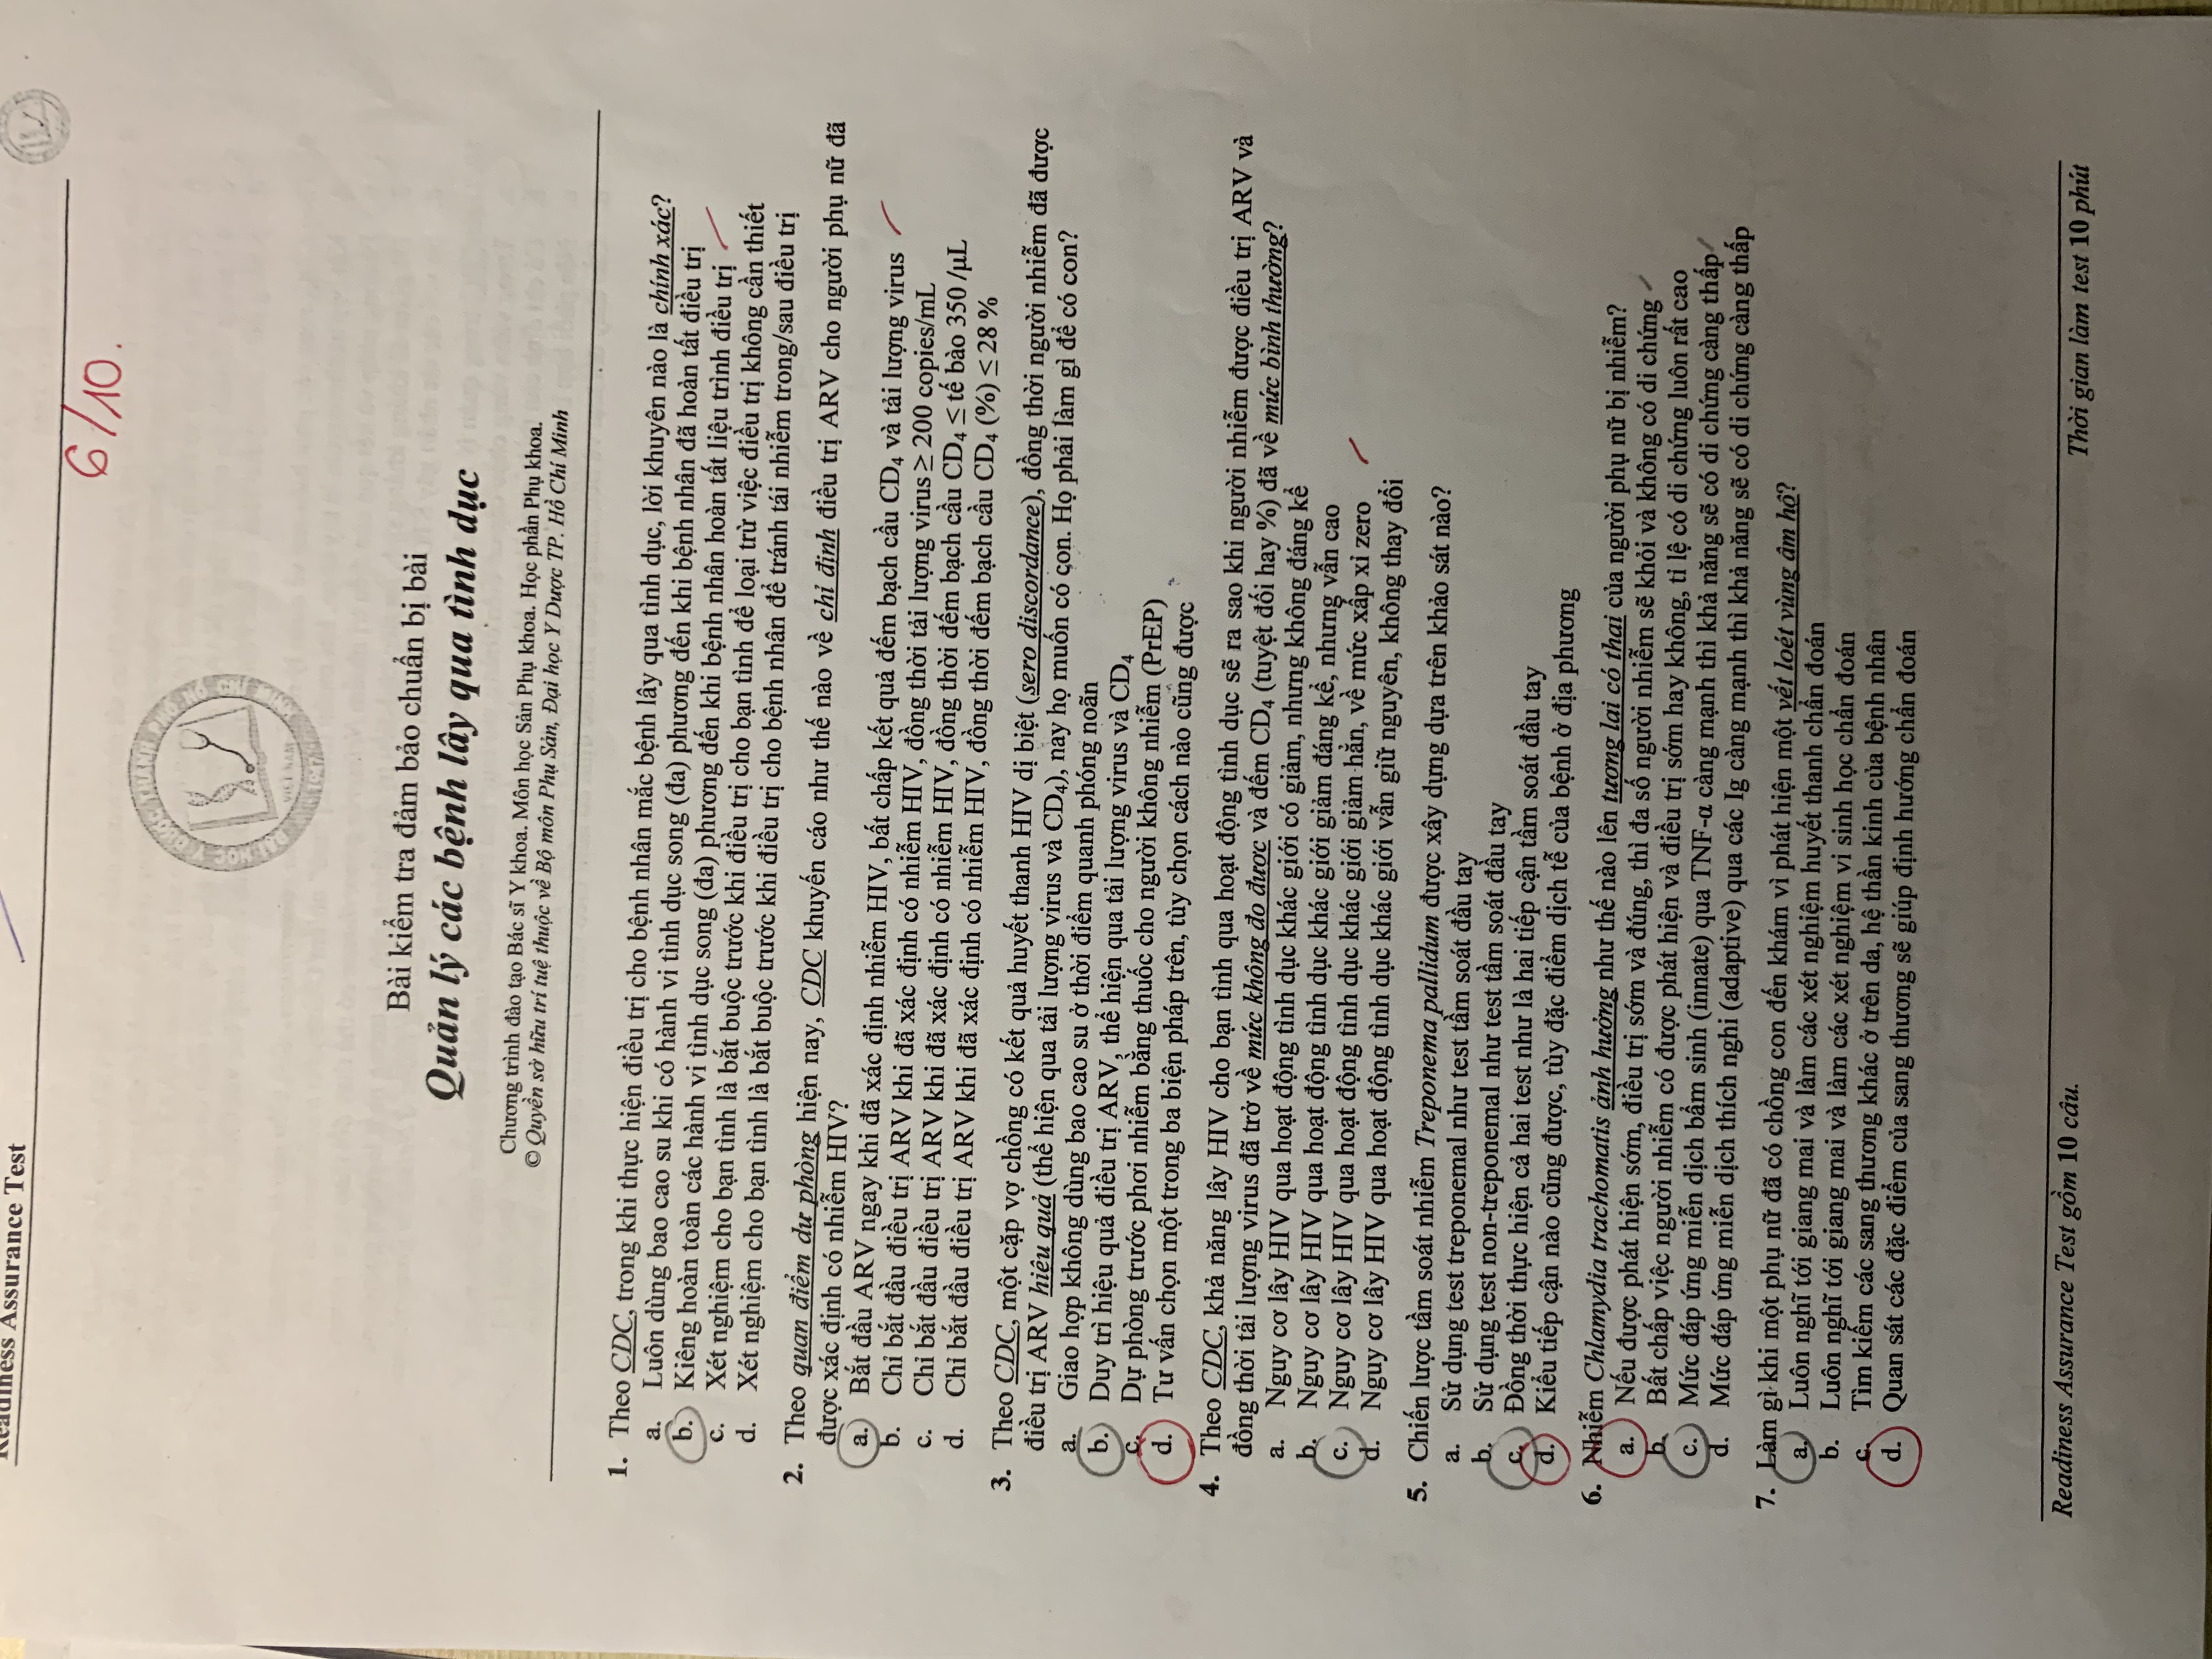 Readiness Assurance Test
6/10.
ĐẠI HỌC Y DƯỢC THÀNH PHỐ HỒ CHÍ MINH
VIỆT NAM
1947
Bài kiểm tra đảm bảo chuẩn bị bài
Quản lý các bệnh lây qua tình dục
Chương trình đào tạo Bác sĩ Y khoa. Môn học Sản Phụ khoa. Học phần Phụ khoa.
© Quyền sở hữu trí tuệ thuộc về Bộ môn Phụ Sản, Đại học Y Dược TP. Hồ Chí Minh
1. Theo CDC, trong khi thực hiện điều trị cho bệnh nhân mắc bệnh lây qua tình dục, lời khuyên nào là chính xác?
a. Luôn dùng bao cao su khi có hành vi tình dục song (đa) phương đến khi bệnh nhân đã hoàn tất điều trị
b. Kiêng hoàn toàn các hành vi tình dục song (đa) phương đến khi bệnh nhân hoàn tất liệu trình điều trị
c. Xét nghiệm cho bạn tình là bắt buộc trước khi điều trị cho bạn tình để loại trừ việc điều trị không cần thiết
d. Xét nghiệm cho bạn tình là bắt buộc trước khi điều trị cho bệnh nhân để tránh tái nhiễm trong/sau điều trị
2. Theo quan điểm dự phòng hiện nay, CDC khuyến cáo như thế nào về chỉ định điều trị ARV cho người phụ nữ đã
được xác định có nhiễm HIV?
a. Bắt đầu ARV ngay khi đã xác định nhiễm HIV, bất chấp kết quả đếm bạch cầu CD4 và tải lượng virus
b. Chỉ bắt đầu điều trị ARV khi đã xác định có nhiễm HIV, đồng thời tải lượng virus ≥ 200 copies/mL
c. Chỉ bắt đầu điều trị ARV khi đã xác định có nhiễm HIV, đồng thời đếm bạch cầu CD4 ≤ tế bào 350 /µL
d. Chỉ bắt đầu điều trị ARV khi đã xác định có nhiễm HIV, đồng thời đếm bạch cầu CD4 (%) ≤ 28 %
3. Theo CDC, một cặp vợ chồng có kết quả huyết thanh HIV dị biệt (sero discordance), đồng thời người nhiễm đã được
điều trị ARV hiệu quả (thể hiện qua tải lượng virus và CD4), nay họ muốn có con. Họ phải làm gì để có con?
a. Giao hợp không dùng bao cao su ở thời điểm quanh phóng noãn
b. Duy trì hiệu quả điều trị ARV, thể hiện qua tải lượng virus và CD4
c. Dự phòng trước phơi nhiễm bằng thuốc cho người không nhiễm (PrEP)
d. Tư vấn chọn một trong ba biện pháp trên, tùy chọn cách nào cũng được
4. Theo CDC, khả năng lây HIV cho bạn tình qua hoạt động tình dục sẽ ra sao khi người nhiễm được điều trị ARV và
đồng thời tải lượng virus đã trở về mức không đo được và đếm CD4 (tuyệt đối hay %) đã về mức bình thường?
a. Nguy cơ lây HIV qua hoạt động tình dục khác giới có giảm, nhưng không đáng kể
b. Nguy cơ lây HIV qua hoạt động tình dục khác giới giảm đáng kể, nhưng vẫn cao
c. Nguy cơ lây HIV qua hoạt động tình dục khác giới giảm hẳn, về mức xấp xỉ zero
d. Nguy cơ lây HIV qua hoạt động tình dục khác giới vẫn giữ nguyên, không thay đổi
5. Chiến lược tầm soát nhiễm Treponema pallidum được xây dựng dựa trên khảo sát nào?
a. Sử dụng test treponemal như test tầm soát đầu tay
b. Sử dụng test non-treponemal như test tầm soát đầu tay
c. Đồng thời thực hiện cả hai test như là hai tiếp cận tầm soát đầu tay
d. Kiểu tiếp cận nào cũng được, tùy đặc điểm dịch tễ của bệnh ở địa phương
6. Nhiễm Chlamydia trachomatis ảnh hưởng như thế nào lên tương lai có thai của người phụ nữ bị nhiễm?
a. Nếu được phát hiện sớm, điều trị sớm và đúng, thì đa số người nhiễm sẽ khỏi và không có di chứng
b. Bất chấp việc người nhiễm có được phát hiện và điều trị sớm hay không, tỉ lệ có di chứng luôn rất cao
c. Mức đáp ứng miễn dịch bẩm sinh (innate) qua TNF-α càng mạnh thì khả năng sẽ có di chứng càng thấp
d. Mức đáp ứng miễn dịch thích nghi (adaptive) qua các Ig càng mạnh thì khả năng sẽ có di chứng càng thấp
7. Làm gì khi một phụ nữ đã có chồng con đến khám vì phát hiện một vết loét vùng âm hộ?
a. Luôn nghĩ tới giang mai và làm các xét nghiệm huyết thanh chẩn đoán
b. Luôn nghĩ tới giang mai và làm các xét nghiệm vi sinh học chẩn đoán
c. Tìm kiếm các sang thương khác ở trên da, hệ thần kinh của bệnh nhân
d. Quan sát các đặc điểm của sang thương sẽ giúp định hướng chẩn đoán
Readiness Assurance Test gồm 10 câu.
Thời gian làm test 10 phút